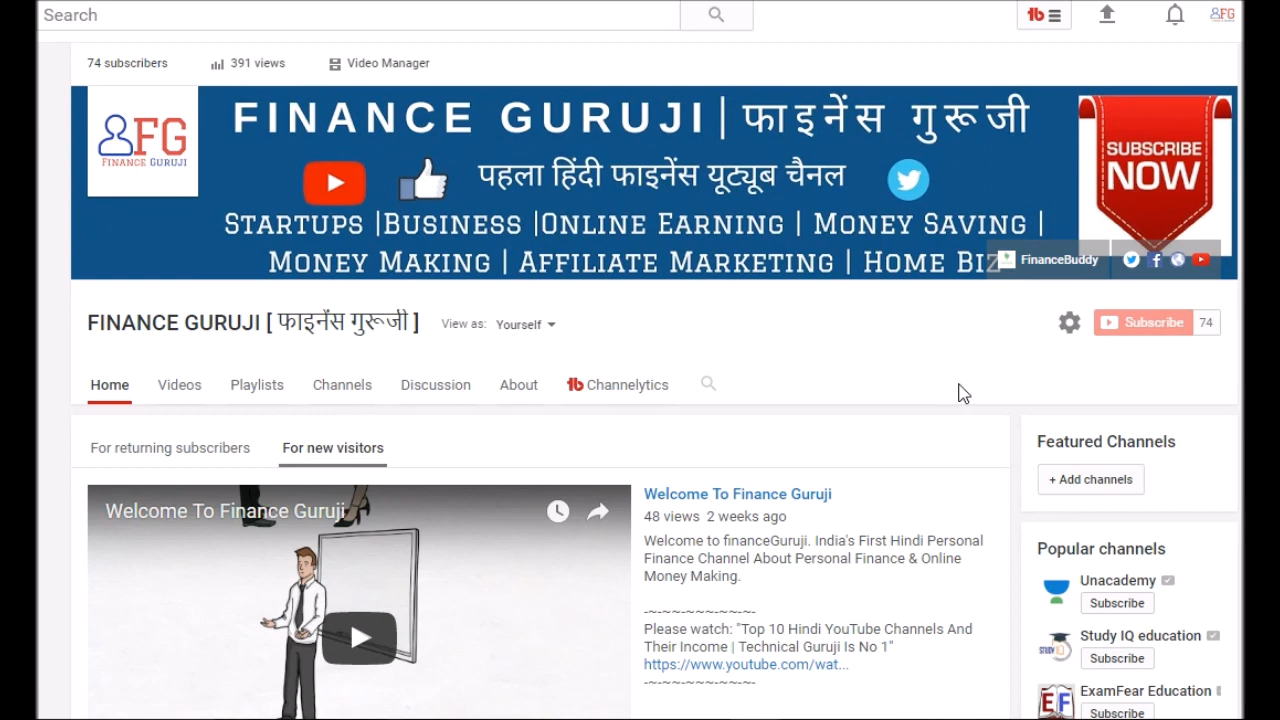 Search
FG
74 subscribers
391 views
Video Manager
FG
FINANCE GURUJI
FINANCE GURUJI | फाइनेंस गुरूजी
पहला हिंदी फाइनेंस यूट्यूब चैनल
STARTUPS |BUSINESS |ONLINE EARNING | MONEY SAVING |
MONEY MAKING | AFFILIATE MARKETING | HOME BIZ
SUBSCRIBE
NOW
FinanceBuddy
FINANCE GURUJI [ फाइनेंस गुरूजी ]
View as: Yourself
Subscribe 74
Home
Videos
Playlists
Channels
Discussion
About
Channelytics
For returning subscribers
For new visitors
Welcome To Finance Guruji
Welcome To Finance Guruji
48 views 2 weeks ago
Welcome to financeGuruji. India's First Hindi Personal
Finance Channel About Personal Finance & Online
Money Making.
-~-~~-~~~-~~-~-
Please watch: "Top 10 Hindi YouTube Channels And
Their Income | Technical Guruji Is No 1"
https://www.youtube.com/wat...
-~-~~-~~~-~~-~-
Featured Channels
+ Add channels
Popular channels
Unacademy
Subscribe
Study IQ education
Subscribe
ExamFear Education
EF
Subscribe